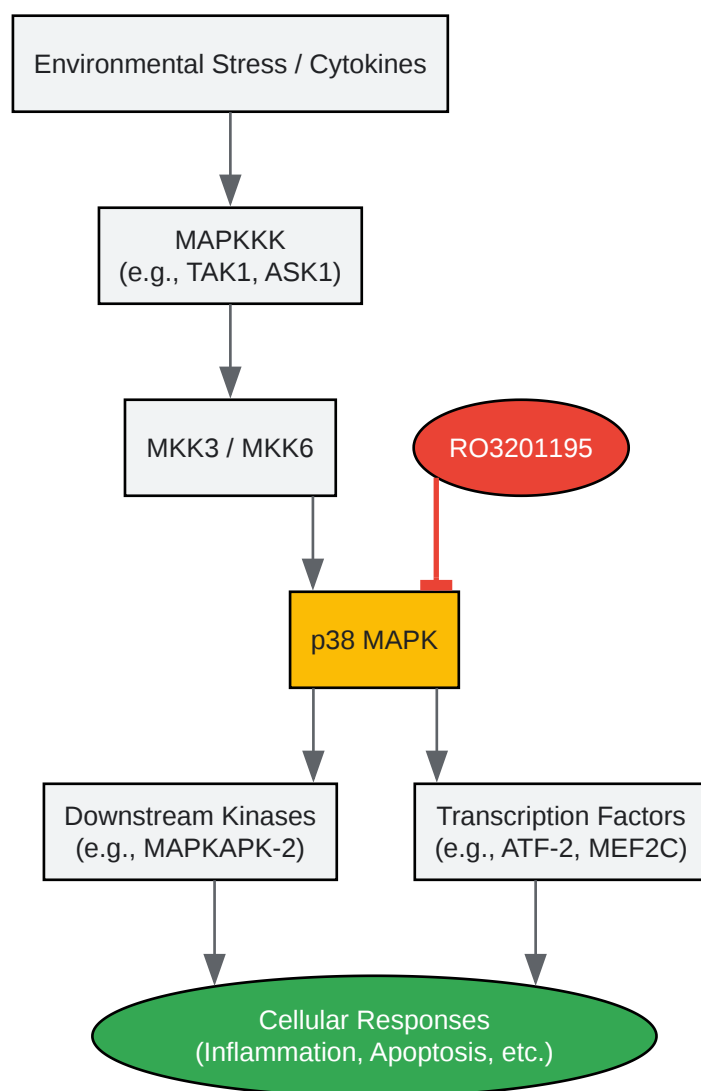 Environmental Stress / Cytokines
MAPKKK
(e.g., TAK1, ASK1)
MKK3 / MKK6
RO3201195
p38 MAPK
Downstream Kinases
(e.g., MAPKAPK-2)
Transcription Factors
(e.g., ATF-2, MEF2C)
Cellular Responses
(Inflammation, Apoptosis, etc.)